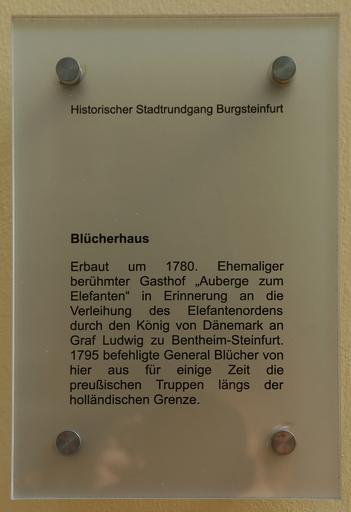 Historischer Stadtrundgang Burgsteinfurt
Blücherhaus
Erbaut um 1780. Ehemaliger
berühmter Gasthof „Auberge zum
Elefanten“ in Erinnerung an die
Verleihung des Elefantenordens
durch den König von Dänemark an
Graf Ludwig zu Bentheim-Steinfurt.
1795 befehligte General Blücher von
hier aus für einige Zeit die
preußischen Truppen längs der
holländischen Grenze.